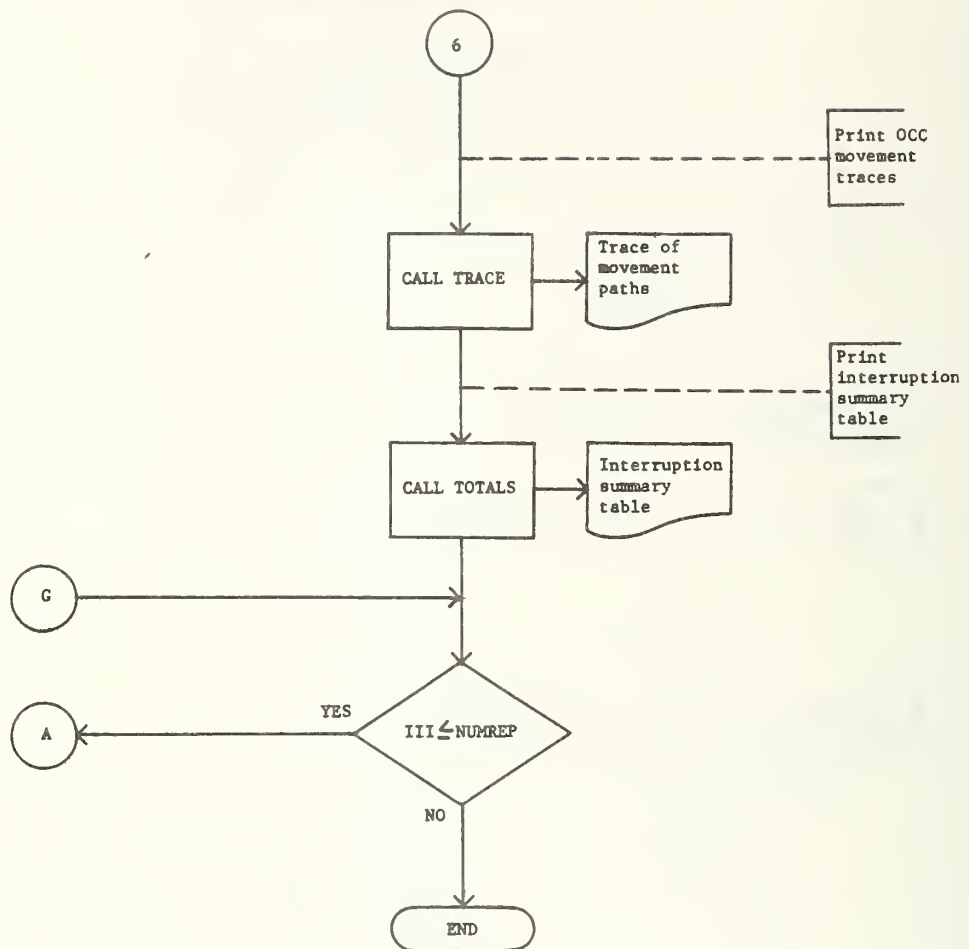 6
Print OCC
movement
traces
CALL TRACE
Trace of
movement
paths
Print
interruption
summary
table
CALL TOTALS
Interruption
summary
table
G
YES
A
III≤NUMREP
NO
END